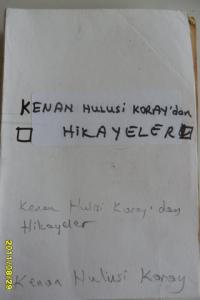 KENAN HULUSİ KORAY'dan
HİKAYELER
Kenan Hulusi Koray'dan
Hikayeler
Kenan Hulusi Koray
2011/08/29